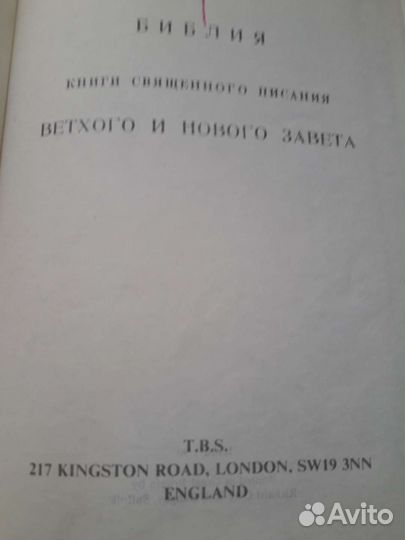 БИБЛИЯ
КНИГИ СВЯЩЕННОГО ПИСАНИЯ
ВЕТХОГО И НОВОГО ЗАВЕТА
T.B.S.
217 KINGSTON ROAD, LONDON, SW19 3NN
ENGLAND
Avito